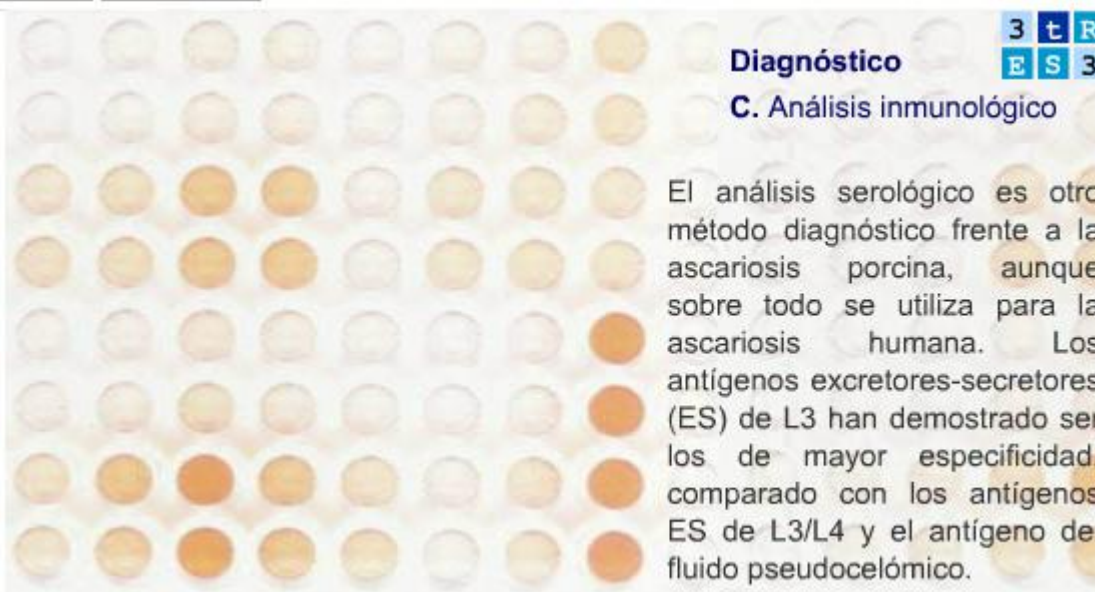 3 t R
E S 3
Diagnóstico
C. Análisis inmunológico
El análisis serológico es otro
método diagnóstico frente a la
ascariosis porcina, aunque
sobre todo se utiliza para la
ascariosis humana. Los
antígenos excretores-secretores
(ES) de L3 han demostrado ser
los de mayor especificidad,
comparado con los antígenos
ES de L3/L4 y el antígeno de
fluido pseudocelómico.